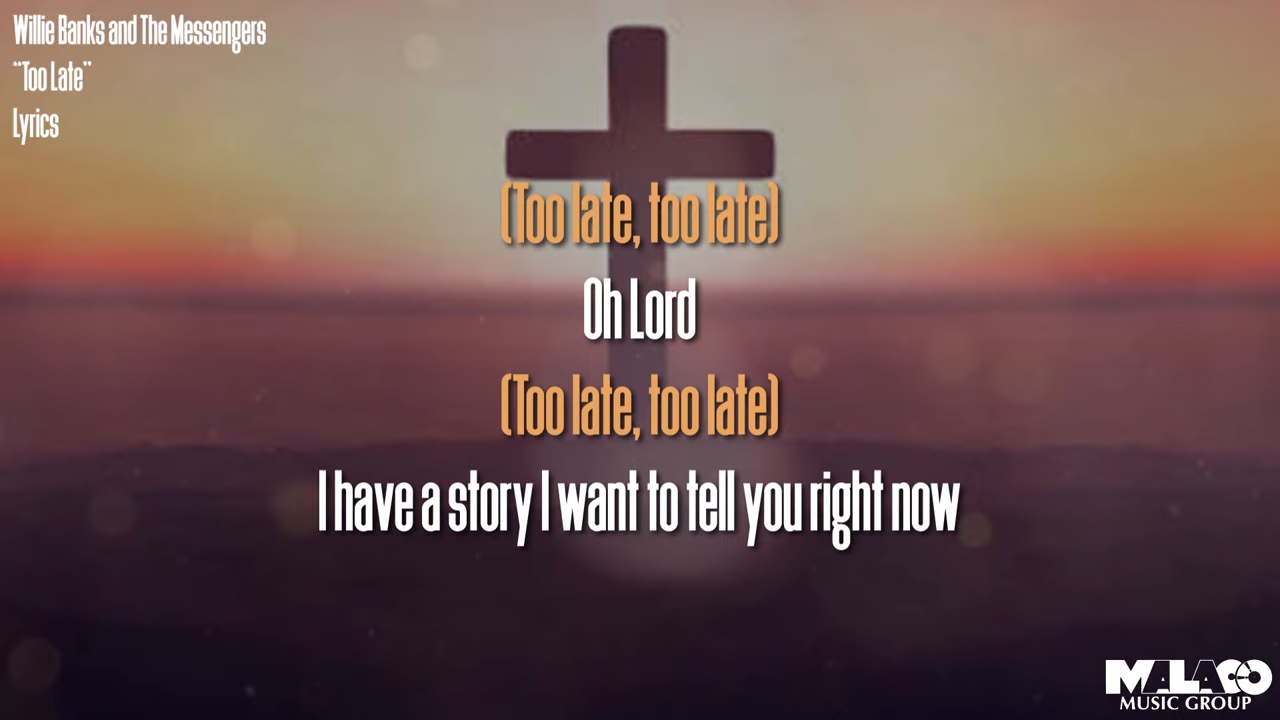 Willie Banks and The Messengers
"Too Late"
Lyrics
(Too late, too late)
Oh Lord
(Too late, too late)
I have a story I want to tell you right now
MALACO
MUSIC GROUP